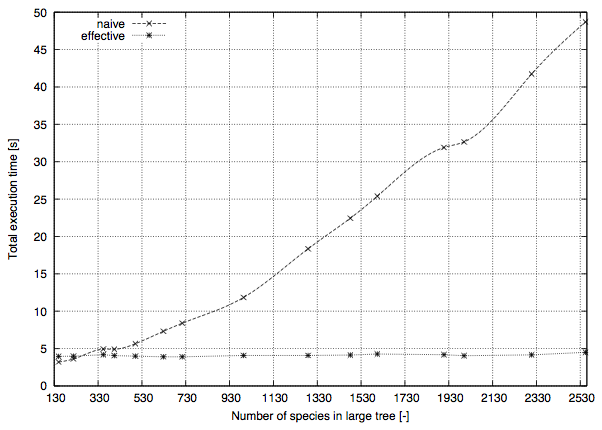 naive
effective
50
45
40
35
30
25
20
15
10
5
0
Total execution time [s]
130 330 530 730 930 1130 1330 1530 1730 1930 2130 2330 2530
Number of species in large tree [-]